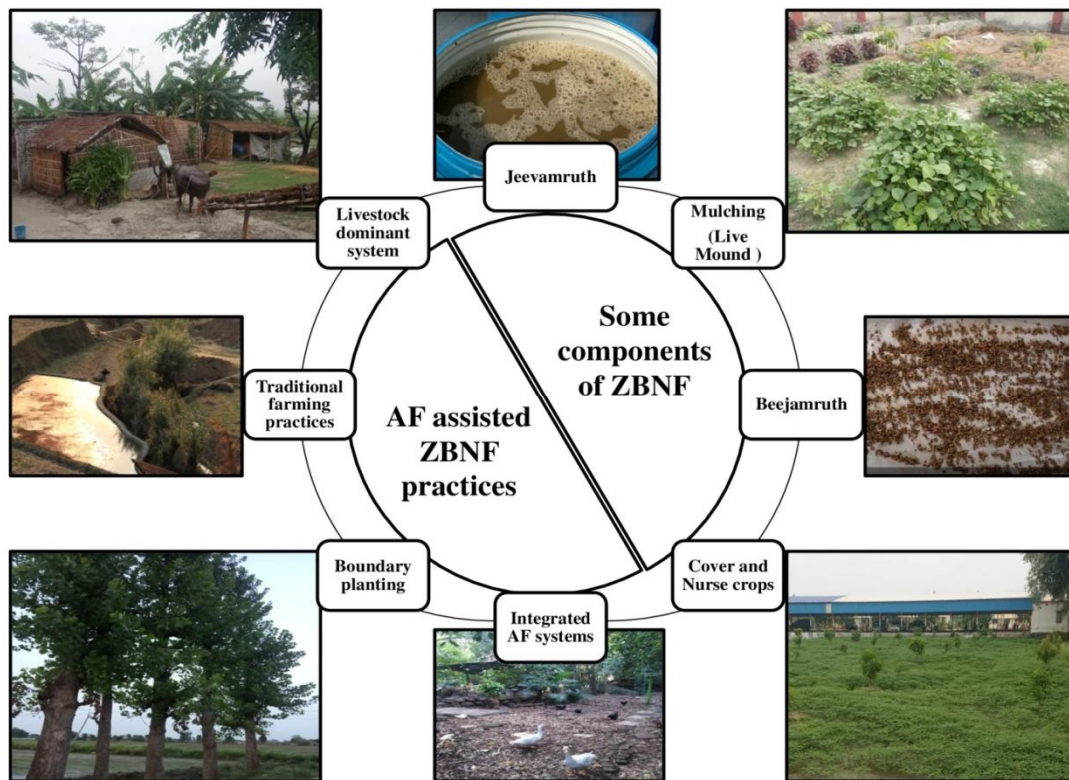 Jeevamruth
Mulching
(Live
Mound )
Beejamruth
Cover and
Nurse crops
Integrated
AF systems
Boundary
planting
Traditional
farming
practices
Livestock
dominant
system
Some
components
of ZBNF
AF assisted
ZBNF
practices